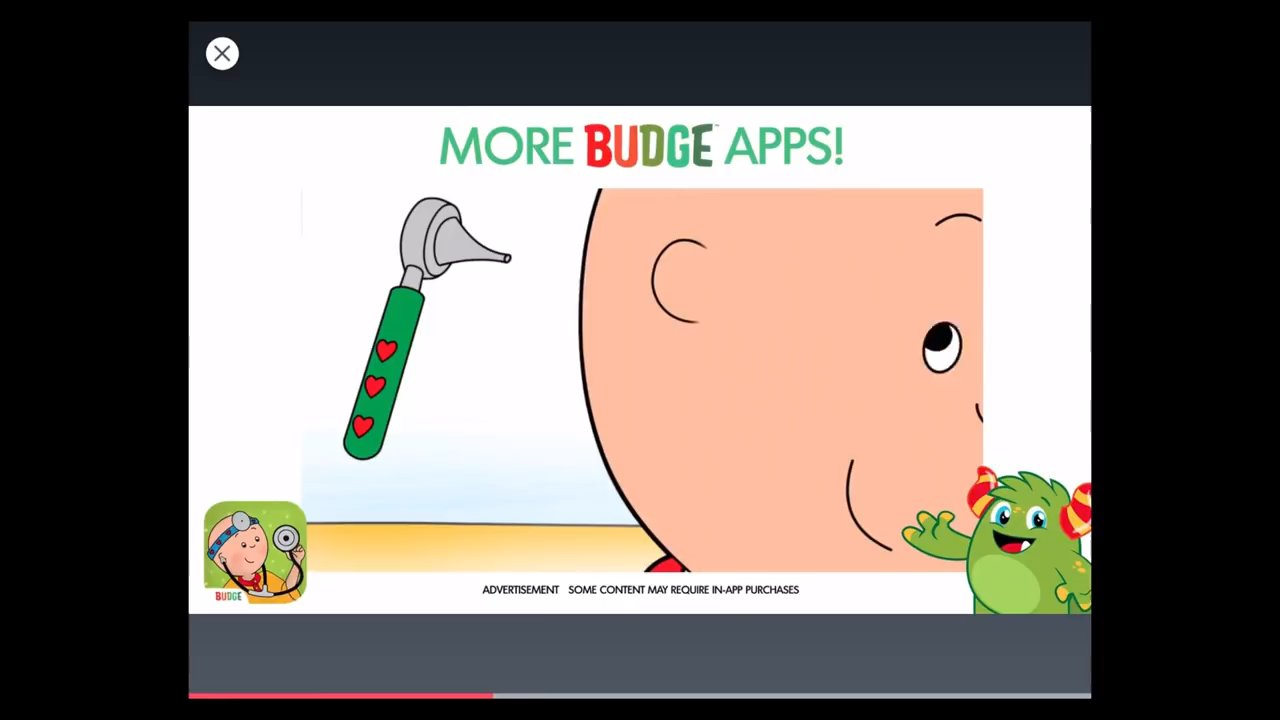 MORE BUDGE™ APPS!
BUDGE
ADVERTISEMENT SOME CONTENT MAY REQUIRE IN-APP PURCHASES